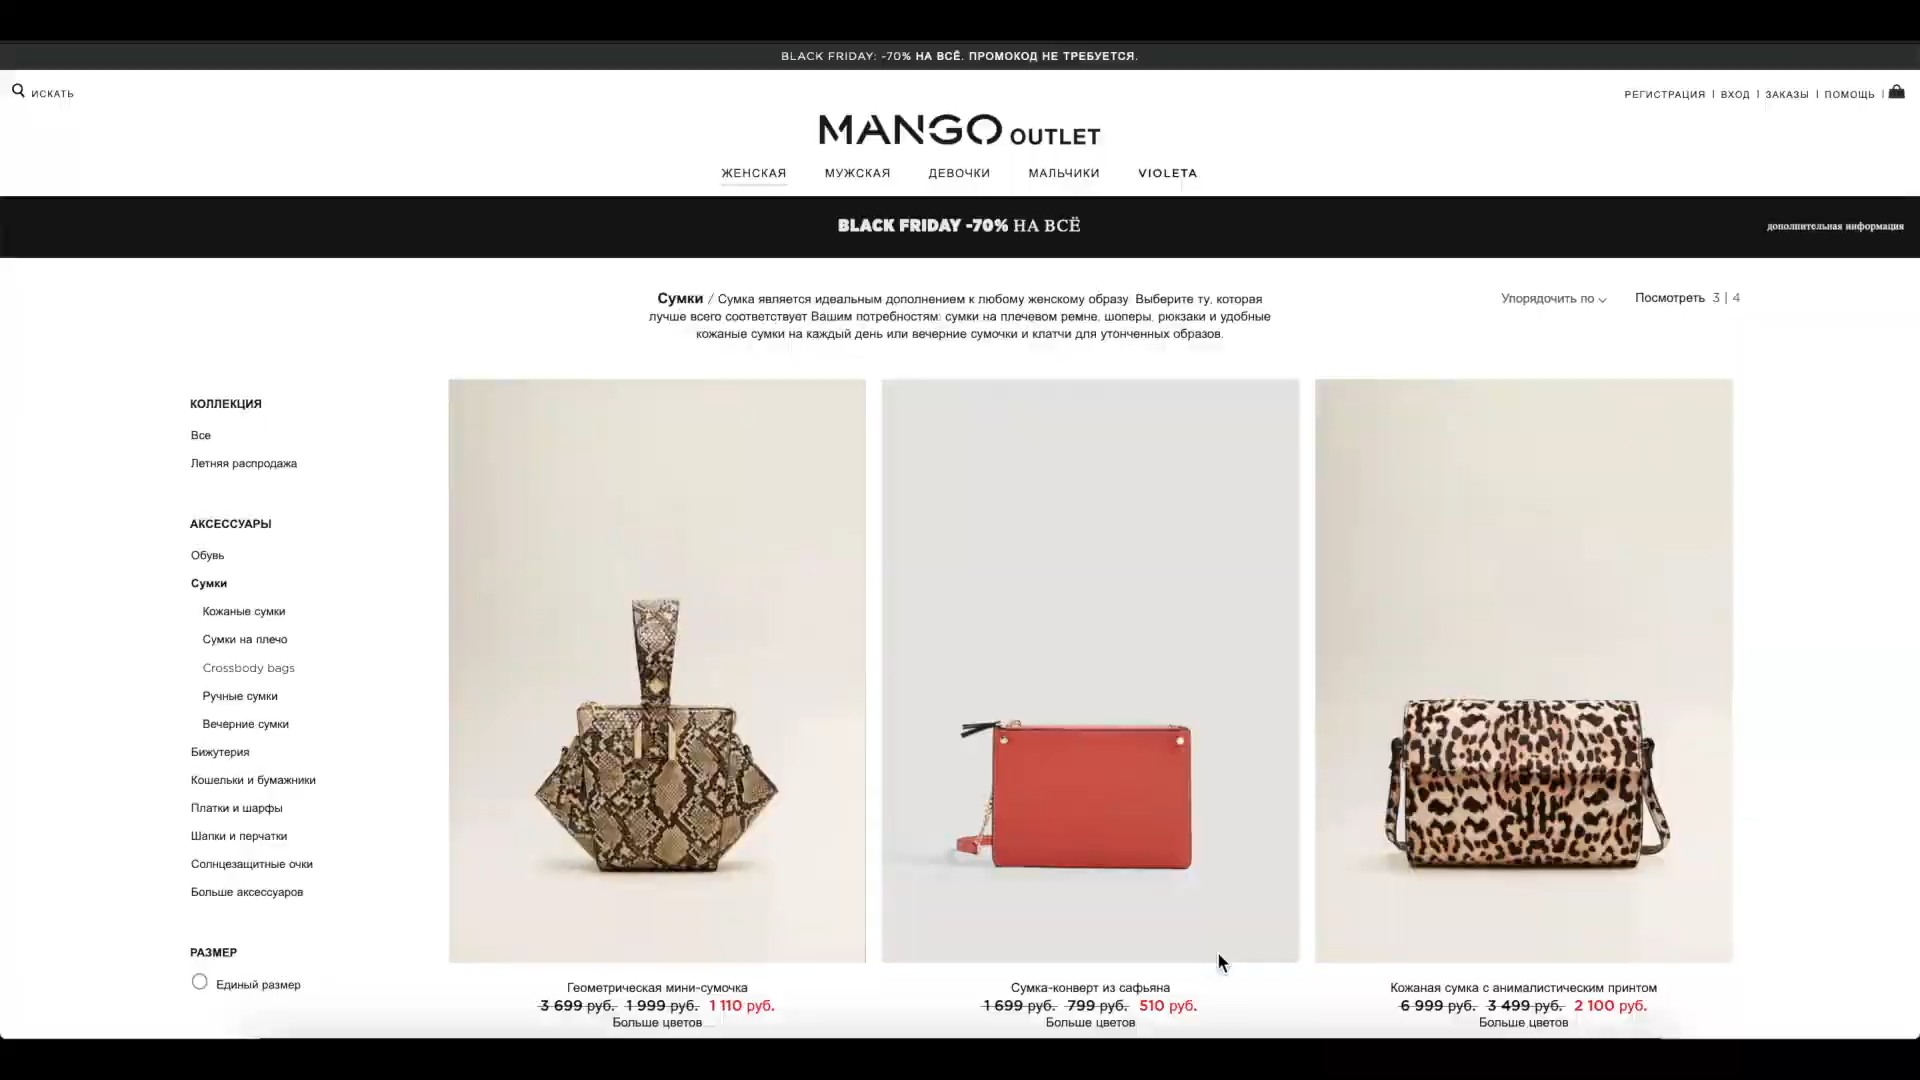 BLACK FRIDAY: -70% НА ВСЁ. ПРОМОКОД НЕ ТРЕБУЕТСЯ.
ИСКАТЬ
РЕГИСТРАЦИЯ | ВХОД | ЗАКАЗЫ | ПОМОЩЬ |
MANGO OUTLET
ЖЕНСКАЯ МУЖСКАЯ ДЕВОЧКИ МАЛЬЧИКИ VIOLETA
BLACK FRIDAY -70% НА ВСЁ
дополнительная информация
Сумки / Сумка является идеальным дополнением к любому женскому образу. Выберите ту, которая
лучше всего соответствует Вашим потребностям: сумки на плечевом ремне, шоперы, рюкзаки и удобные
кожаные сумки на каждый день или вечерние сумочки и клатчи для утонченных образов.
Упорядочить по
Посмотреть 3 | 4
КОЛЛЕКЦИЯ
Все
Летняя распродажа
АКСЕССУАРЫ
Обувь
Сумки
Кожаные сумки
Сумки на плечо
Crossbody bags
Ручные сумки
Вечерние сумки
Бижутерия
Кошельки и бумажники
Платки и шарфы
Шапки и перчатки
Солнцезащитные очки
Больше аксессуаров
РАЗМЕР
Единый размер
Геометрическая мини-сумочка
3 699 руб. 1 999 руб. 1 110 руб.
Больше цветов
Сумка-конверт из сафьяна
1 699 руб. 799 руб. 510 руб.
Больше цветов
Кожаная сумка с анималистическим принтом
6 999 руб. 3 499 руб. 2 100 руб.
Больше цветов